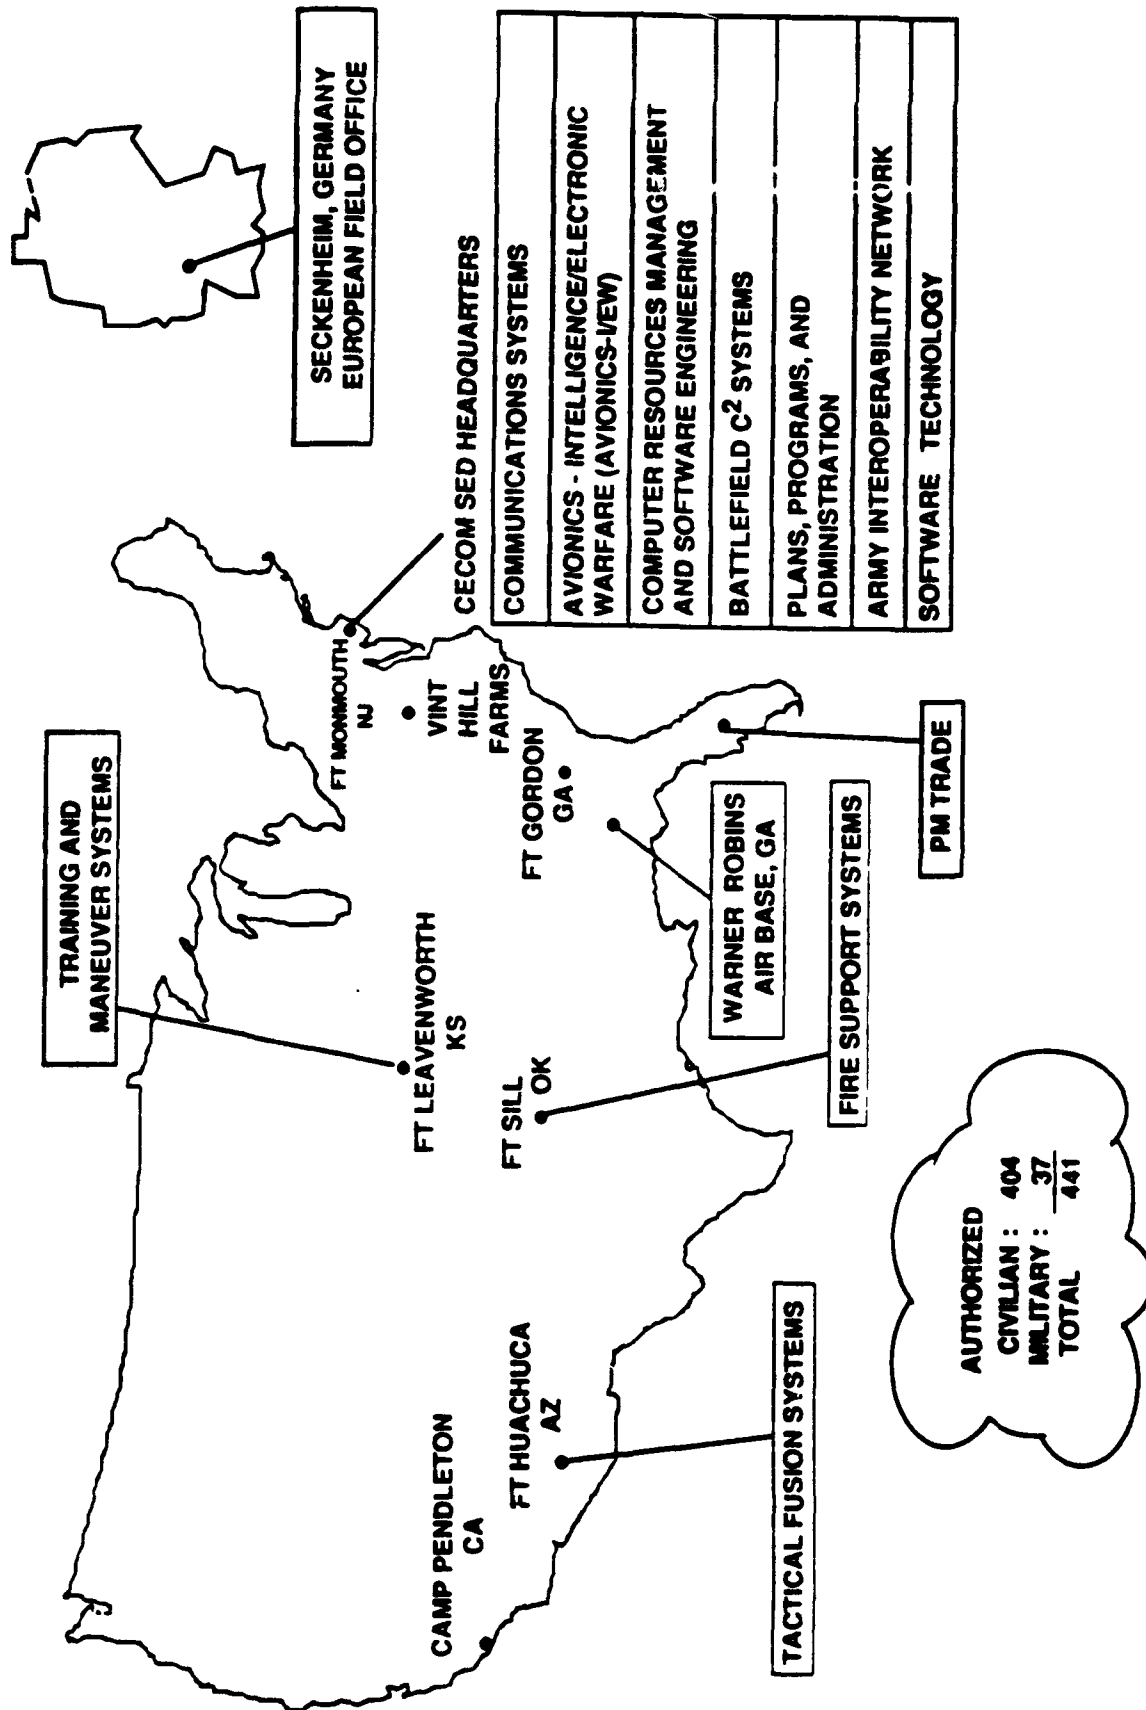 TRAINING AND
MANEUVER SYSTEMS
SECKENHEIM, GERMANY
EUROPEAN FIELD OFFICE
FT MONMOUTH
NJ
VINT
HILL
FARMS
FT LEAVENWORTH
KS
CAMP PENDLETON
CA
FT HUACHUCA
AZ
FT SILL
OK
FT GORDON
GA
WARNER ROBINS
AIR BASE, GA
TACTICAL FUSION SYSTEMS
FIRE SUPPORT SYSTEMS
PM TRADE
CECOM SED HEADQUARTERS
COMMUNICATIONS SYSTEMS
AVIONICS - INTELLIGENCE/ELECTRONIC
WARFARE (AVIONICS-I/EW)
COMPUTER RESOURCES MANAGEMENT
AND SOFTWARE ENGINEERING
BATTLEFIELD C² SYSTEMS
PLANS, PROGRAMS, AND
ADMINISTRATION
ARMY INTEROPERABILITY NETWORK
SOFTWARE TECHNOLOGY
AUTHORIZED
CIVILIAN : 404
MILITARY : 37
TOTAL 441